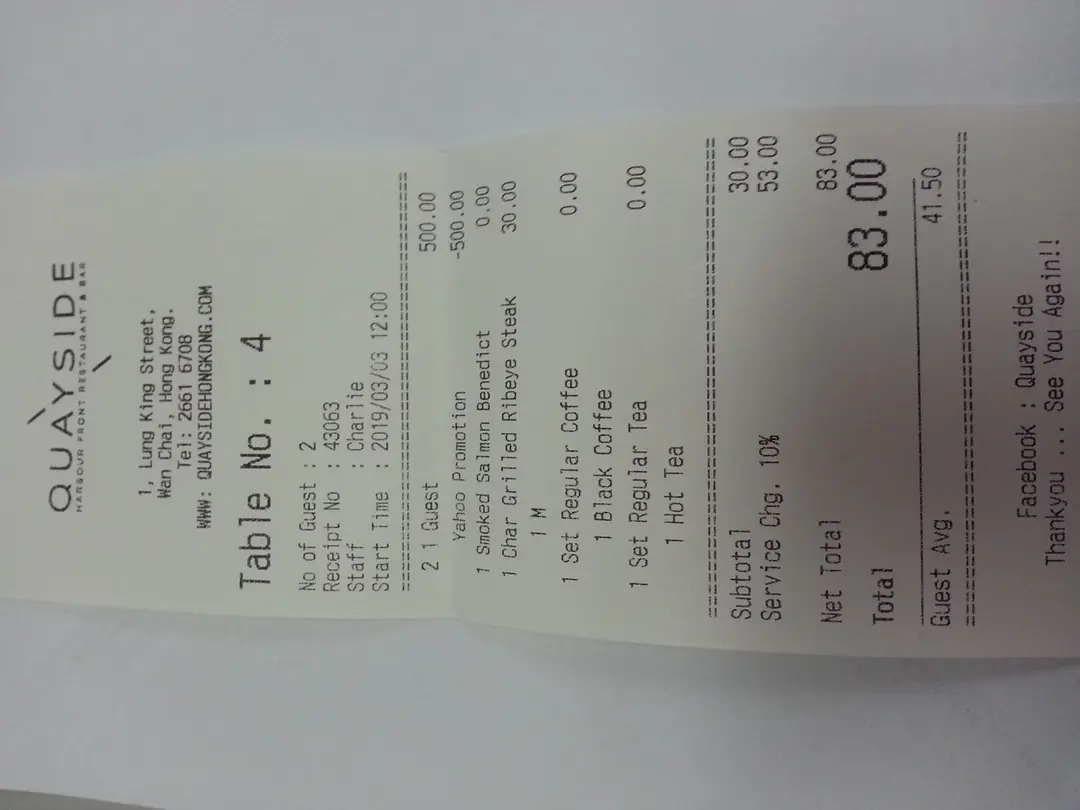 QUAYSIDE
HARBOUR FRONT RESTAURANT & BAR
1, Lung King Street,
Wan Chai, Hong Kong.
Tel: 2661 6708
WWW: QUAYSIDEHONGKONG.COM
Table No. : 4
No of Guest : 2
Receipt No : 43063
Staff : Charlie
Start Time : 2019/03/03 12:00
========================================
2 1 Guest 500.00
Yahoo Promotion -500.00
1 Smoked Salmon Benedict 0.00
1 Char Grilled Ribeye Steak 30.00
1 M
1 Set Regular Coffee 0.00
1 Black Coffee
1 Set Regular Tea 0.00
1 Hot Tea
========================================
Subtotal 30.00
Service Chg. 10% 53.00
Net Total 83.00
Total 83.00
Guest Avg. 41.50
========================================
Facebook : Quayside
Thankyou ... See You Again!!